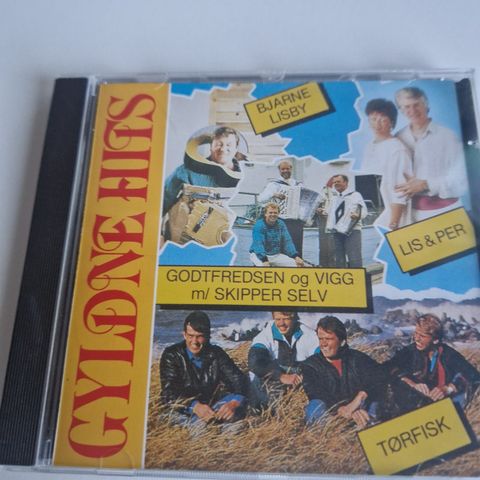 GYLDNE HITS
BJARNE
LISBY
LIS & PER
GODTFREDSEN og VIGG
m/ SKIPPER SELV
TØRFISK